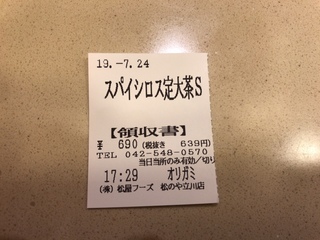 19.-7.24
スパイシロス定大茶S
【領収書】
¥ 690(税抜き 639円)
TEL 042-548-0570
当日当所のみ有効/切り
17:29 オリガミ
(株)松屋フーズ 松のや立川店